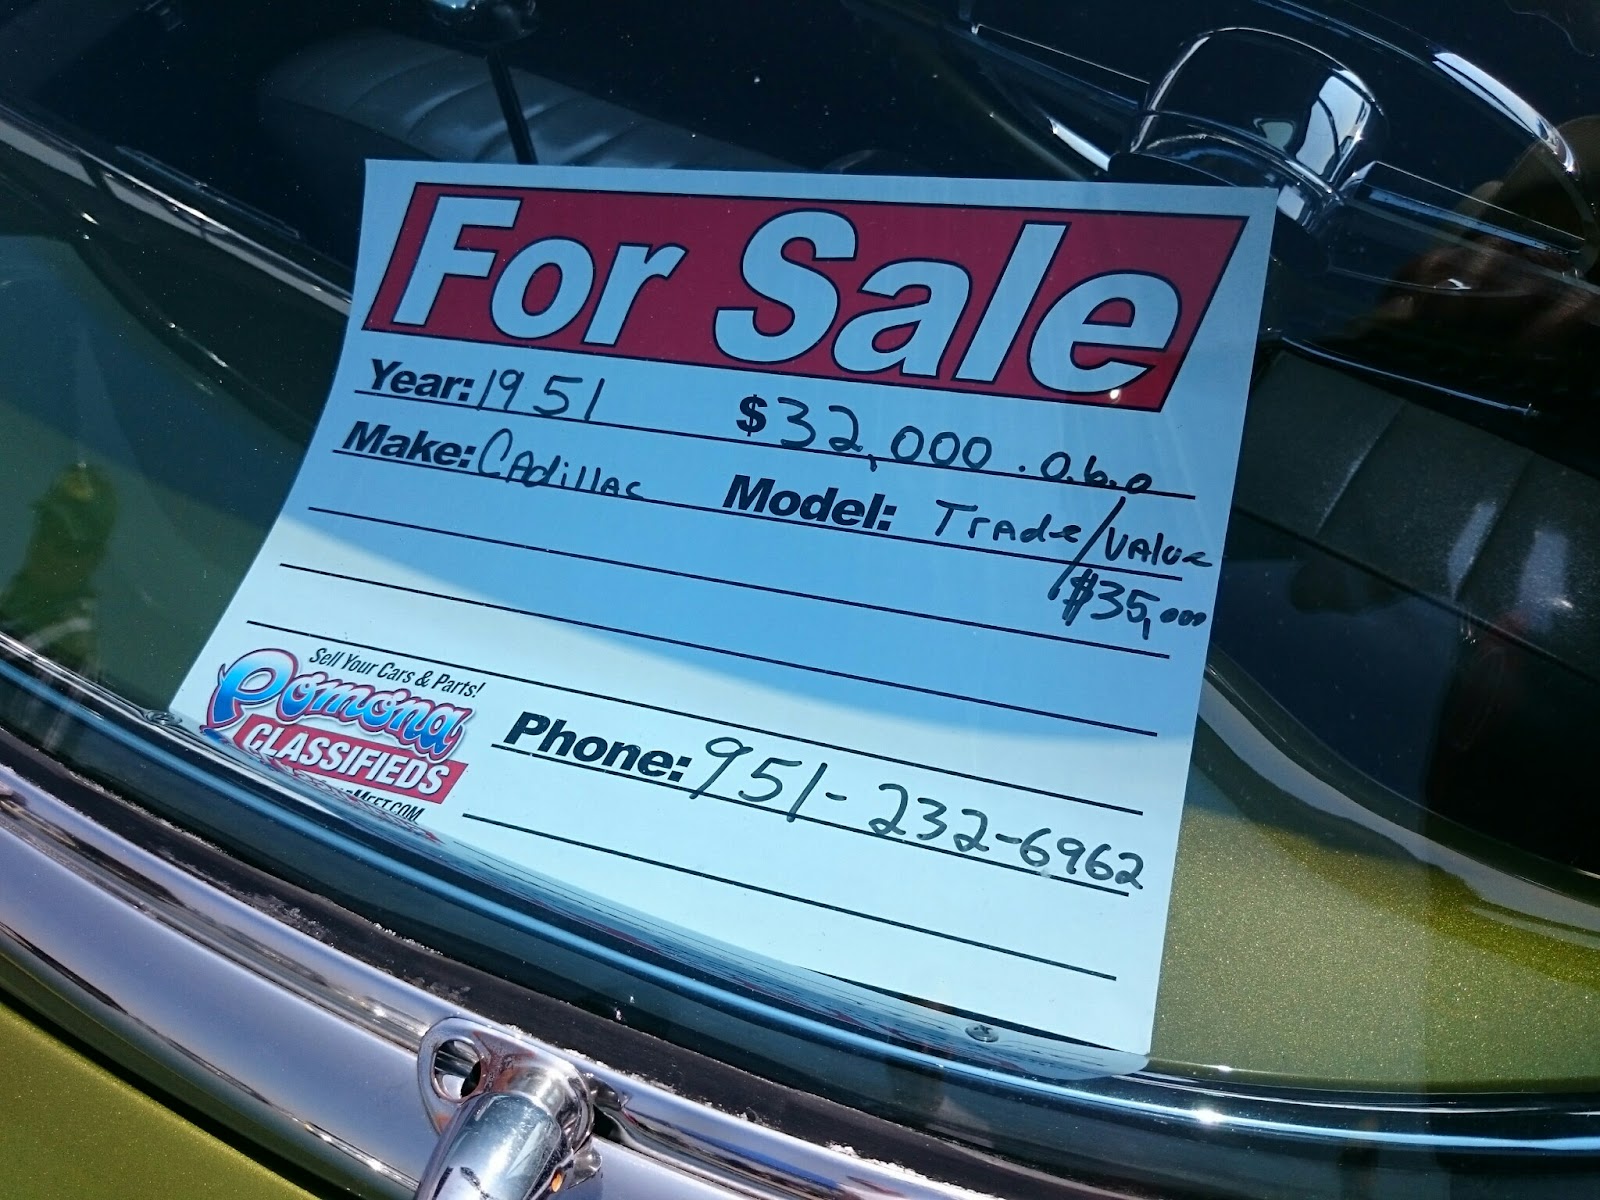 For Sale
Year: 1951 $32,000.o.b.o
Make: CAdillAc Model: TrAde/VAlue
$35,000
Sell Your Cars & Parts!
Pomona
CLASSIFIEDS
Phone: 951-232-6962